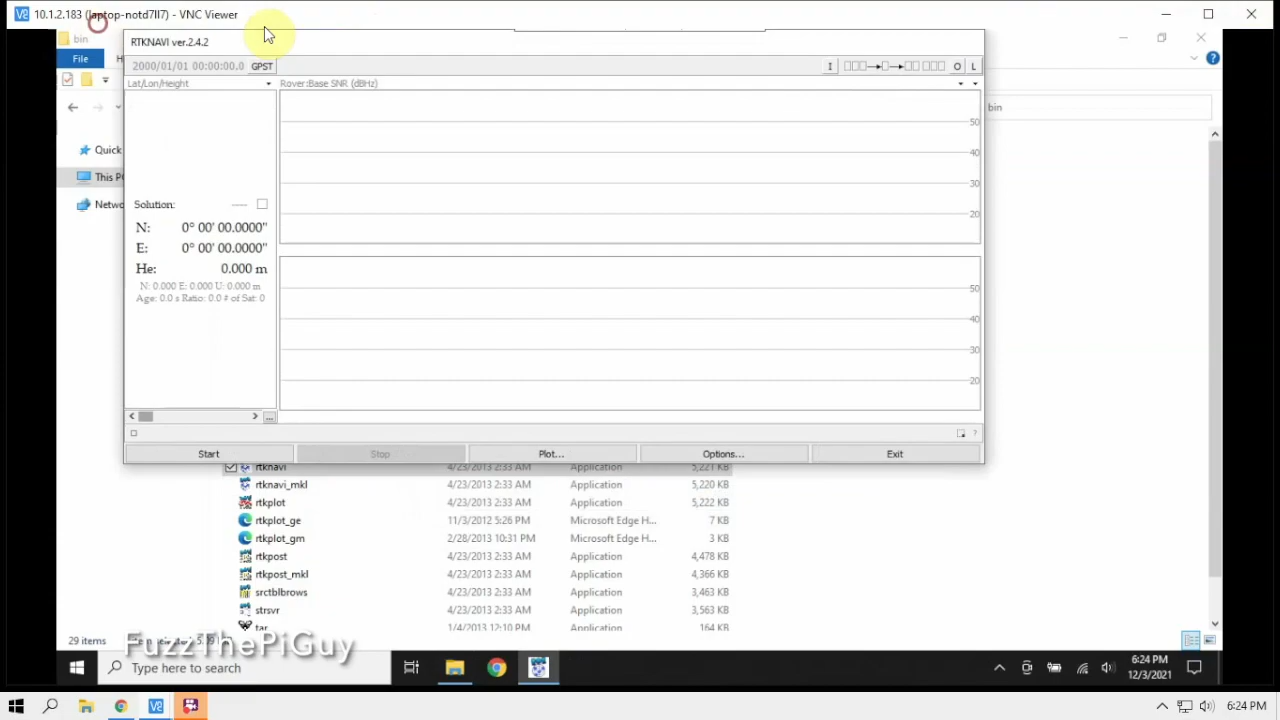 10.1.2.183 (laptop-notd7ll7) - VNC Viewer
bin
RTKNAVI ver.2.4.2
File
H
2000/01/01 00:00:00.0 GPST
I
O L
Lat/Lon/Height
Rover:Base SNR (dBHz)
bin
50
40
30
20
Quick
This P
Netwo
Solution: ----
N: 0° 00' 00.0000"
E: 0° 00' 00.0000"
He: 0.000 m
N: 0.000 E: 0.000 U: 0.000 m
Age: 0.0 s Ratio: 0.0 # of Sat: 0
50
40
30
20
...
?
Start
Stop
Plot...
Options...
Exit
rtknavi 4/23/2013 2:33 AM Application 5,221 KB
rtknavi_mkl 4/23/2013 2:33 AM Application 5,220 KB
rtkplot 4/23/2013 2:33 AM Application 5,222 KB
rtkplot_ge 11/3/2012 5:26 PM Microsoft Edge H... 7 KB
rtkplot_gm 2/28/2013 10:31 PM Microsoft Edge H... 3 KB
rtkpost 4/23/2013 2:33 AM Application 4,478 KB
rtkpost_mkl 4/23/2013 2:33 AM Application 4,366 KB
srctblbrows 4/23/2013 2:33 AM Application 3,463 KB
strsvr 4/23/2013 2:33 AM Application 3,563 KB
tar 1/4/2013 12:10 PM Application 164 KB
29 items
FuzzThePiGuy
Type here to search
6:24 PM
12/3/2021
6:24 PM